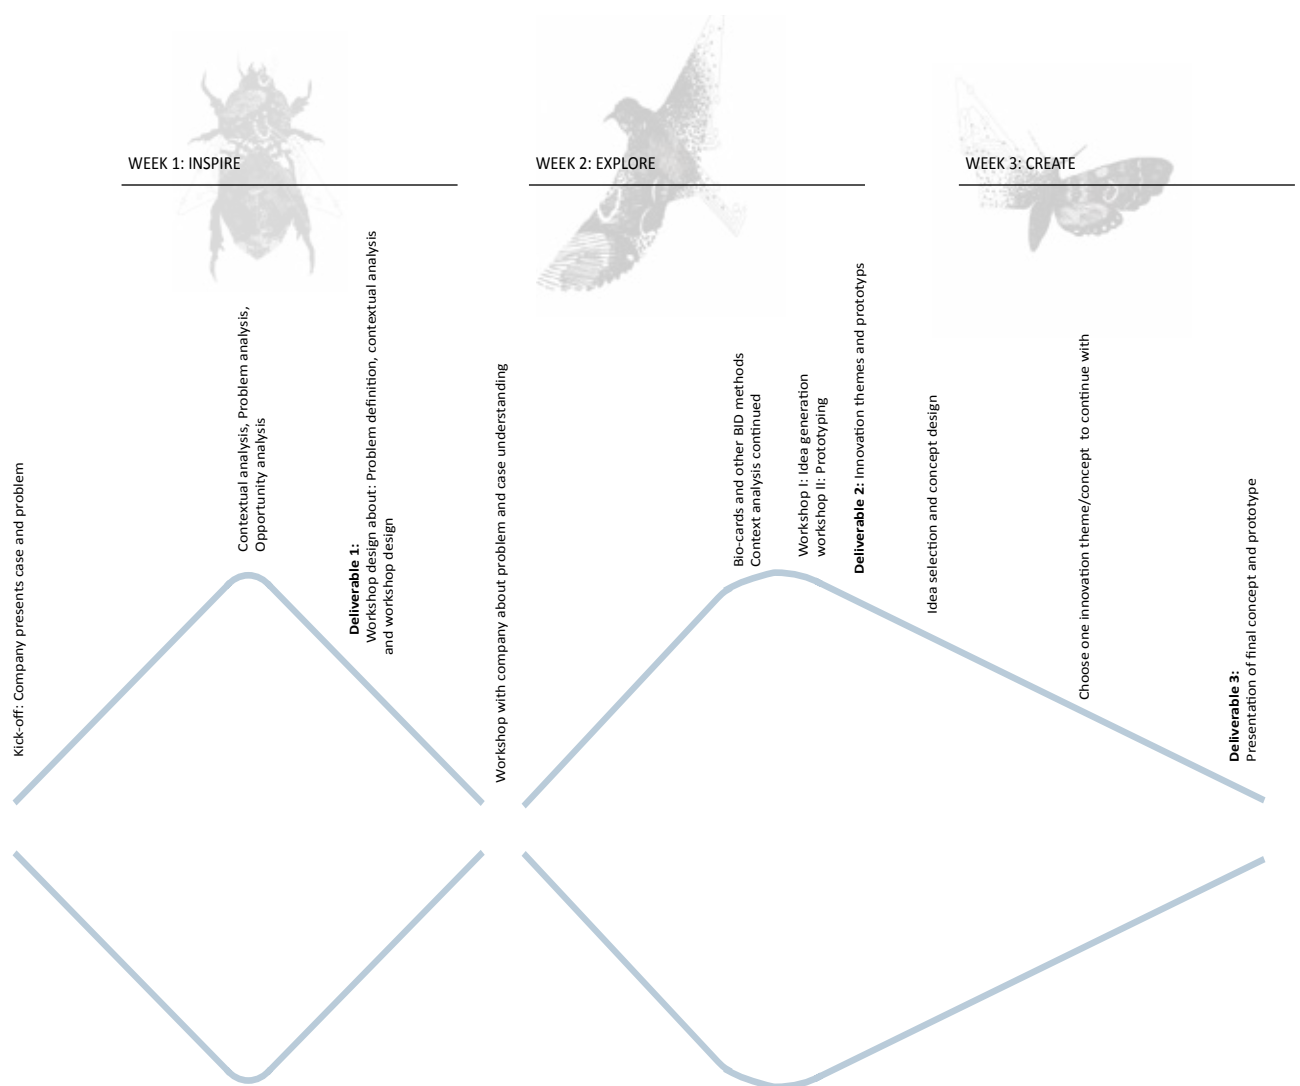 WEEK 1: INSPIRE
WEEK 2: EXPLORE
WEEK 3: CREATE
Kick-off: Company presents case and problem
Contextual analysis, Problem analysis,
Opportunity analysis
Deliverable 1:
Workshop design about: Problem definition, contextual analysis
and workshop design
Workshop with company about problem and case understanding
Bio-cards and other BID methods
Context analysis continued
Workshop I: Idea generation
workshop II: Prototyping
Deliverable 2: Innovation themes and prototyps
Idea selection and concept design
Choose one innovation theme/concept to continue with
Deliverable 3:
Presentation of final concept and prototype